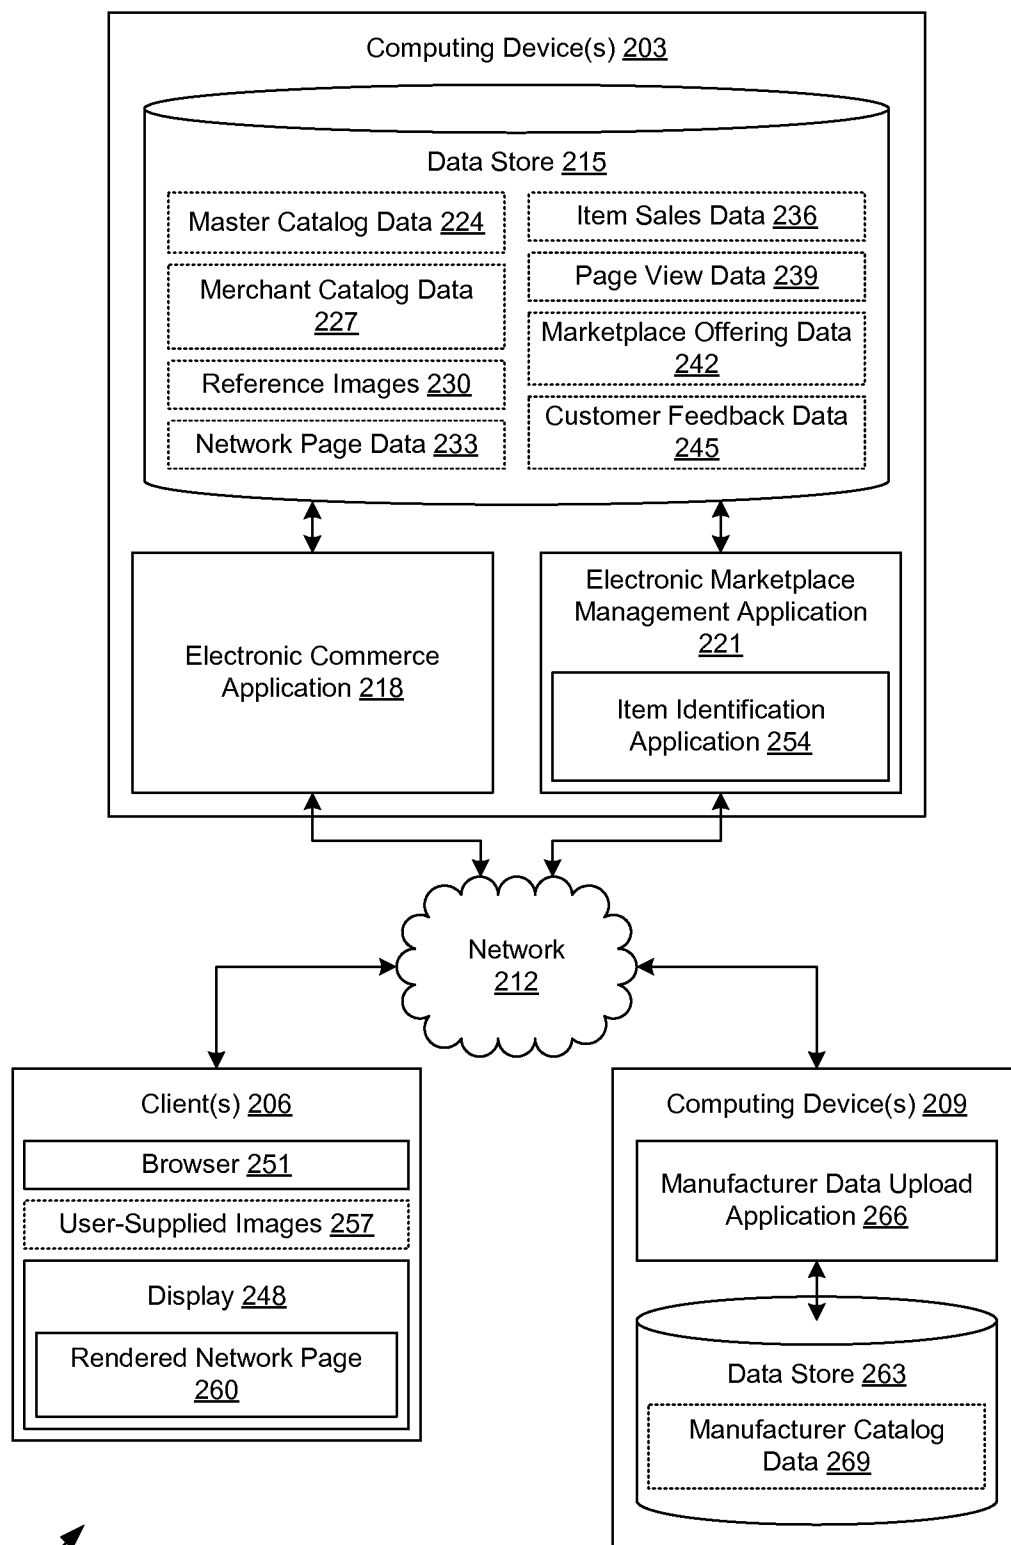 Computing Device(s) 203
Data Store 215
Master Catalog Data 224
Merchant Catalog Data
227
Reference Images 230
Network Page Data 233
Item Sales Data 236
Page View Data 239
Marketplace Offering Data
242
Customer Feedback Data
245
Electronic Commerce
Application 218
Electronic Marketplace
Management Application
221
Item Identification
Application 254
Network
212
Client(s) 206
Browser 251
User-Supplied Images 257
Display 248
Rendered Network Page
260
Computing Device(s) 209
Manufacturer Data Upload
Application 266
Data Store 263
Manufacturer Catalog
Data 269